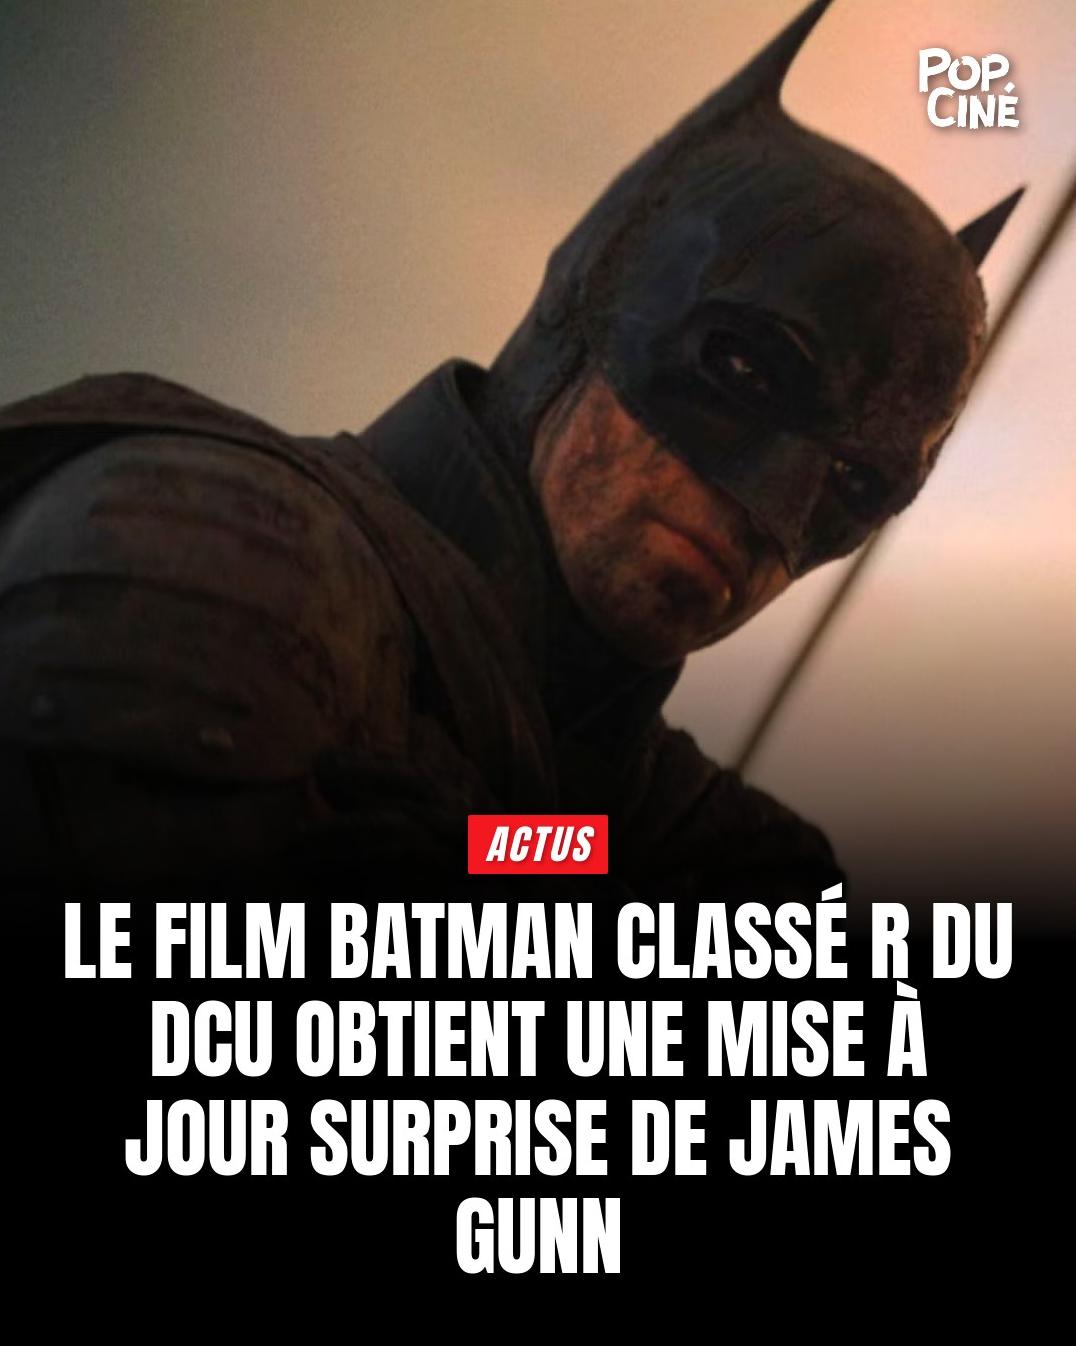 POP.
CINÉ
ACTUS
LE FILM BATMAN CLASSÉ R DU
DCU OBTIENT UNE MISE À
JOUR SURPRISE DE JAMES
GUNN